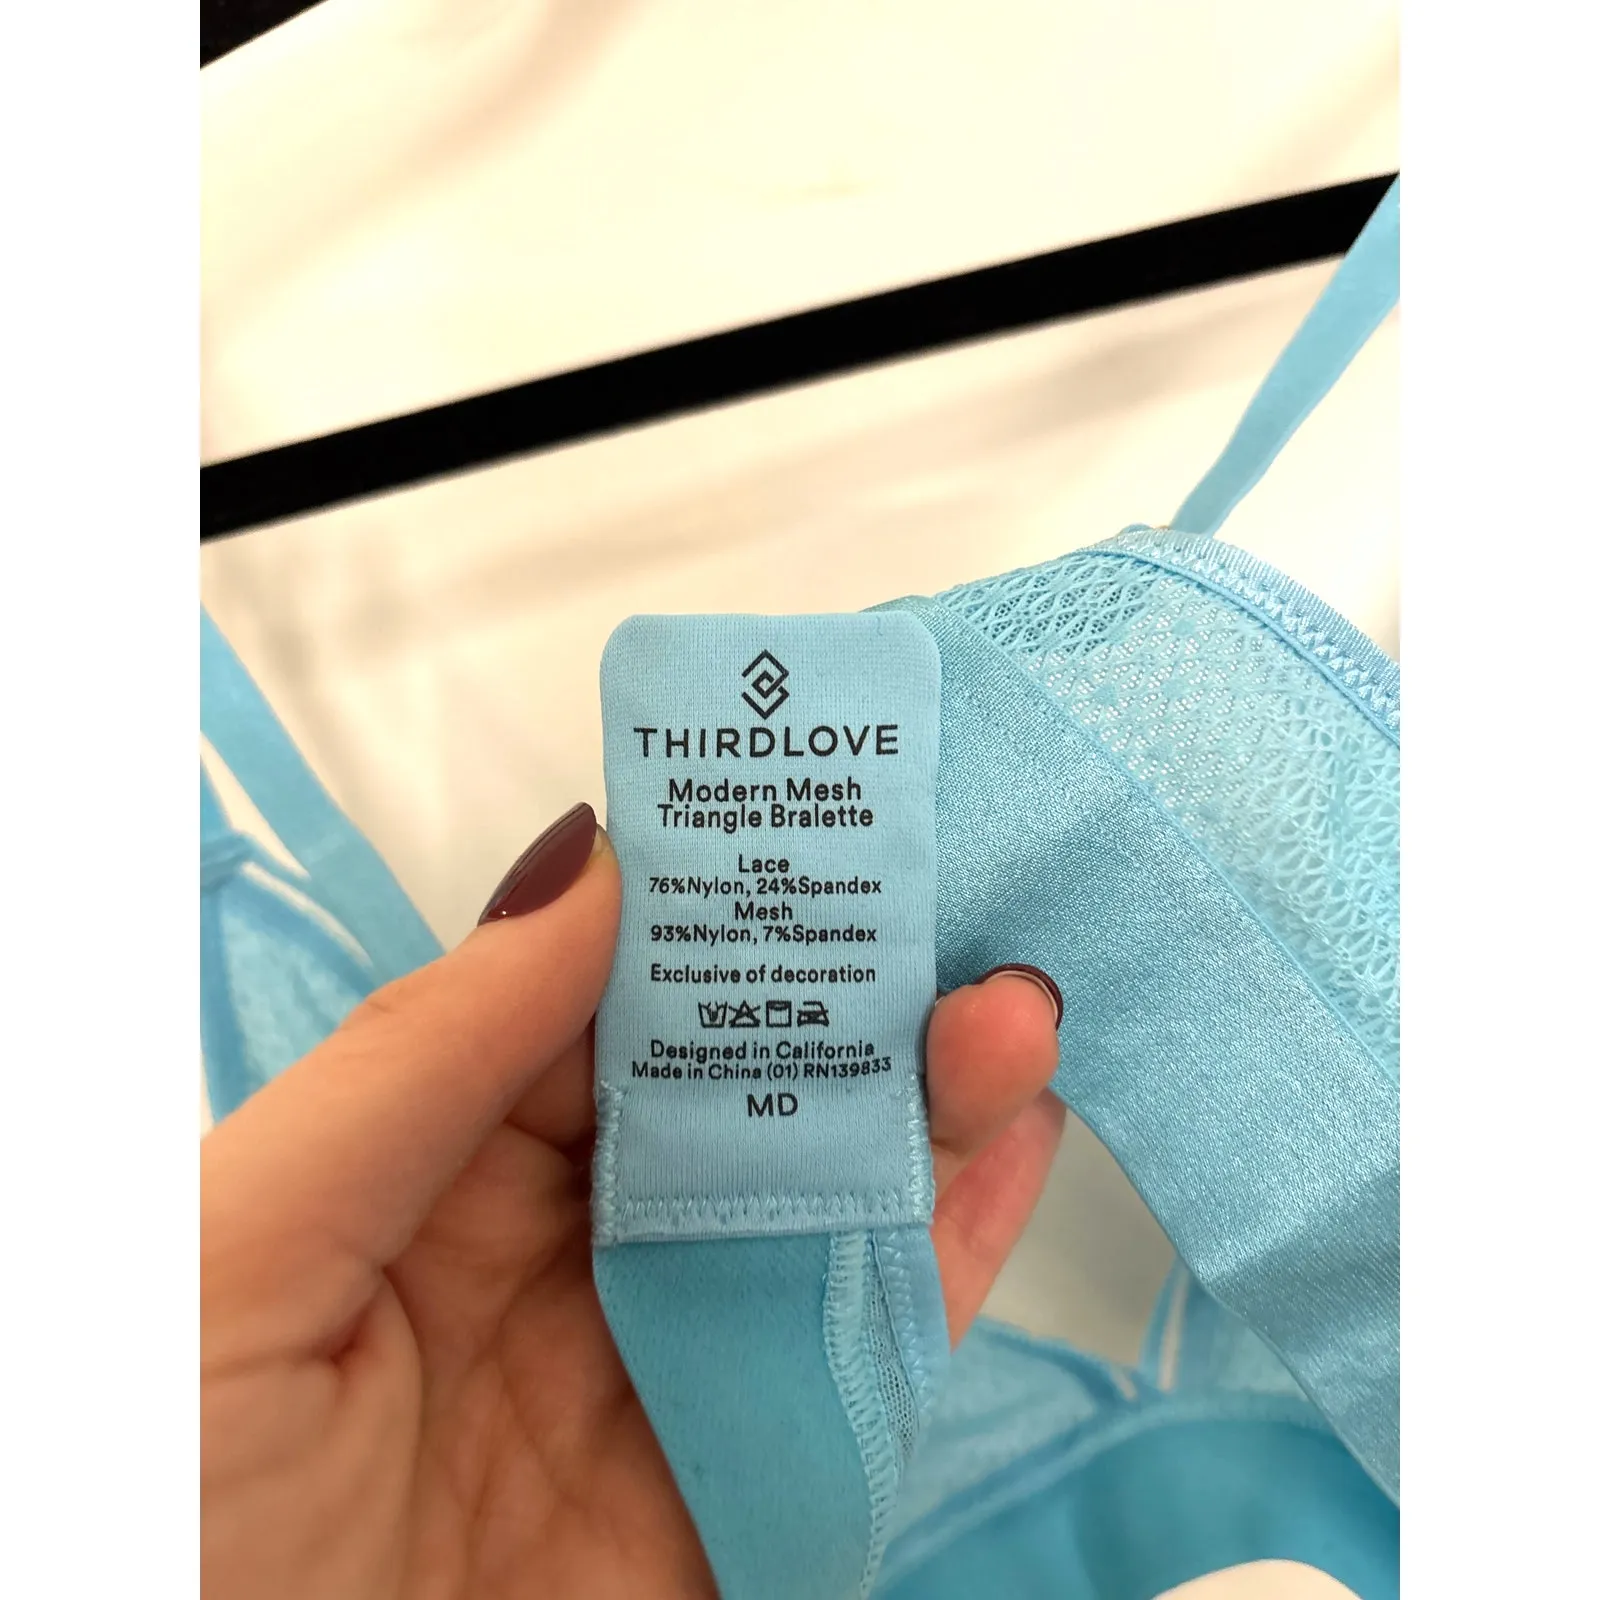 THIRDLOVE
Modern Mesh
Triangle Bralette
Lace
76%Nylon, 24%Spandex
Mesh
93%Nylon, 7%Spandex
Exclusive of decoration
Designed in California
Made in China (01) RN139833
MD